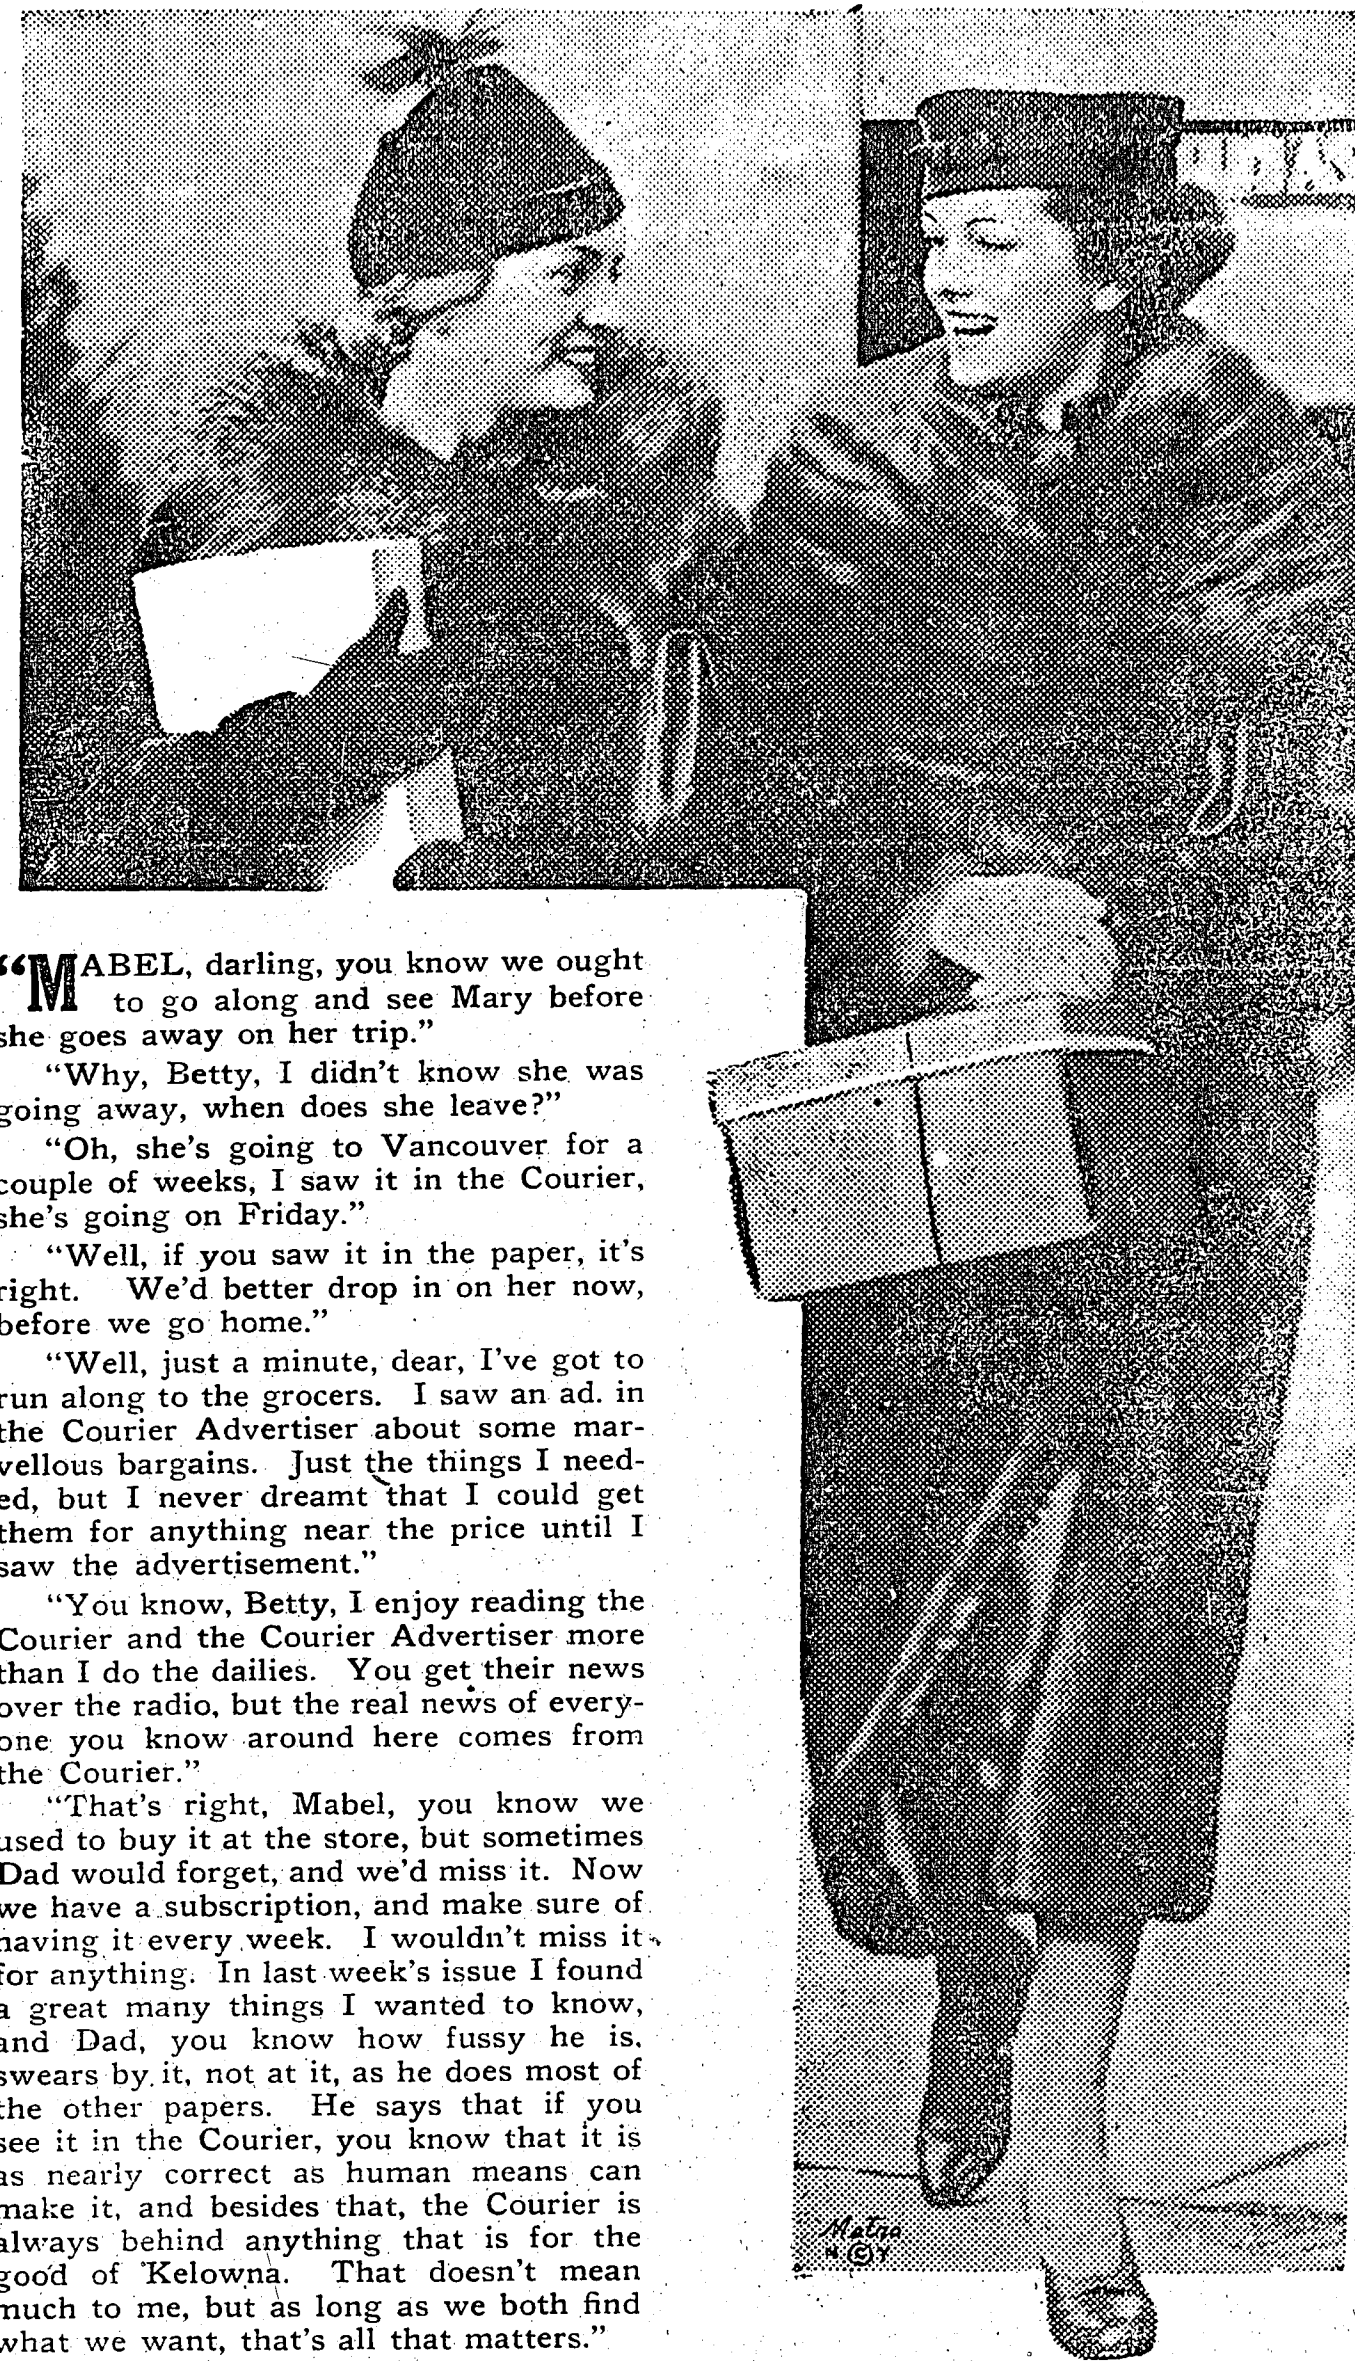 “MABEL, darling, you know we ought
to go along and see Mary before
she goes away on her trip.”
“Why, Betty, I didn't know she was
going away, when does she leave?”
“Oh, she's going to Vancouver for a
couple of weeks, I saw it in the Courier,
she's going on Friday.”
“Well, if you saw it in the paper, it's
right. We'd better drop in on her now,
before we go home.”
“Well, just a minute, dear, I've got to
run along to the grocers. I saw an ad. in
the Courier Advertiser about some mar-
vellous bargains. Just the things I need-
ed, but I never dreamt that I could get
them for anything near the price until I
saw the advertisement.”
“You know, Betty, I enjoy reading the
Courier and the Courier Advertiser more
than I do the dailies. You get their news
over the radio, but the real news of every-
one you know around here comes from
the Courier.”
“That's right, Mabel, you know we
used to buy it at the store, but sometimes
Dad would forget, and we'd miss it. Now
we have a subscription, and make sure of
having it every week. I wouldn't miss it
for anything. In last week's issue I found
a great many things I wanted to know,
and Dad, you know how fussy he is,
swears by it, not at it, as he does most of
the other papers. He says that if you
see it in the Courier, you know that it is
as nearly correct as human means can
make it, and besides that, the Courier is
always behind anything that is for the
good of Kelowna. That doesn't mean
much to me, but as long as we both find
what we want, that's all that matters.”
Metro
N © Y